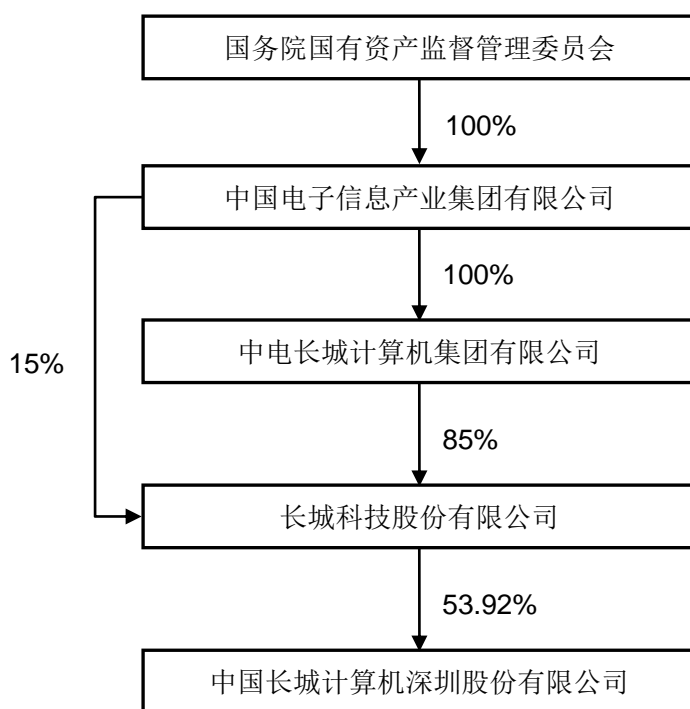 国务院国有资产监督管理委员会
100%
中国电子信息产业集团有限公司
100%
中电长城计算机集团有限公司
15%
85%
长城科技股份有限公司
53.92%
中国长城计算机深圳股份有限公司